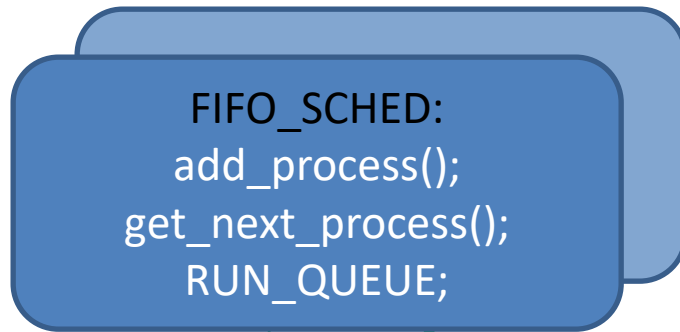 FIFO_SCHED:
add_process();
get_next_process();
RUN_QUEUE;